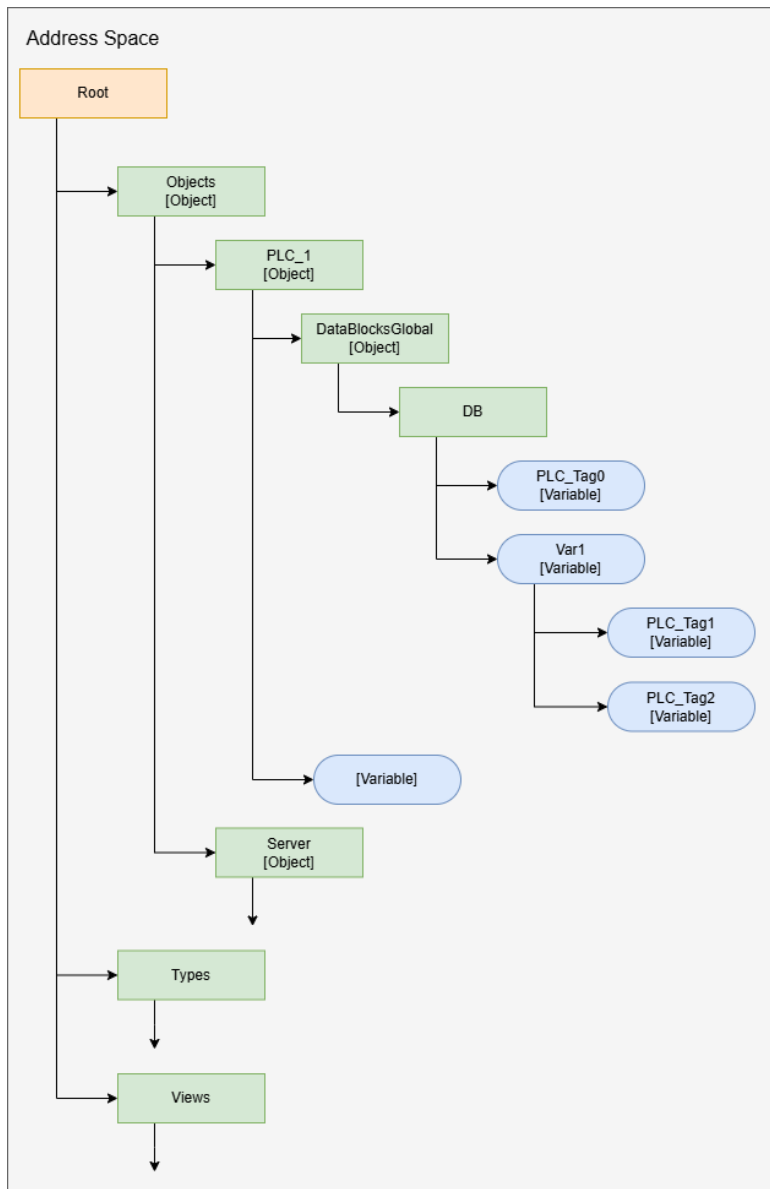 Address Space
Root
Objects
[Object]
PLC_1
[Object]
DataBlocksGlobal
[Object]
DB
PLC_Tag0
[Variable]
Var1
[Variable]
PLC_Tag1
[Variable]
PLC_Tag2
[Variable]
[Variable]
Server
[Object]
Types
Views